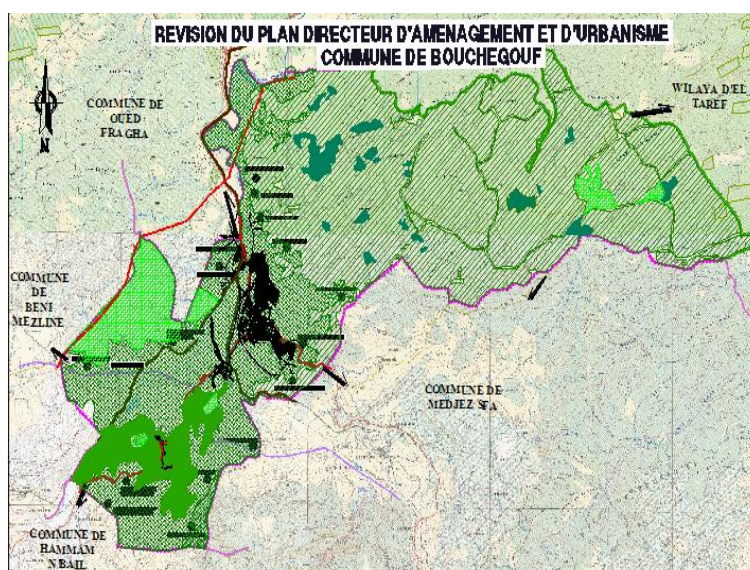 REVISION DU PLAN DIRECTEUR D'AMENAGEMENT ET D'URBANISME
COMMUNE DE BOUCHEGOUF
WILAYA D'EL
TAREF
COMMUNE DE
OUED
FRAGHA
N
COMMUNE
DE
BENI
MEZLINE
COMMUNE DE
MEDJEZ SFA
COMMUNE DE
HAMMAM
N'BAIL